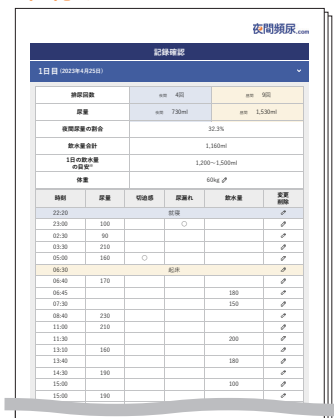 夜間頻尿.com
記録確認
1日目(2023年4月25日)
排尿回数 夜間 4回 昼間 9回
尿量 夜間 730ml 昼間 1,530ml
夜間尿量の割合 32.3%
飲水量合計 1,160ml
1日の飲水量
の目安※ 1,200〜1,500ml
体重 60kg
時刻 尿量 切迫感 尿漏れ 飲水量 変更
削除
22:20 就寝
23:00 100 ○
02:30 90
03:30 210
05:00 160 ○
06:30 起床
06:40 170
06:45 180
07:30 150
08:40 230
11:00 210
11:30 200
13:10 160
13:40 180
14:30 190
15:00 100
15:00 190